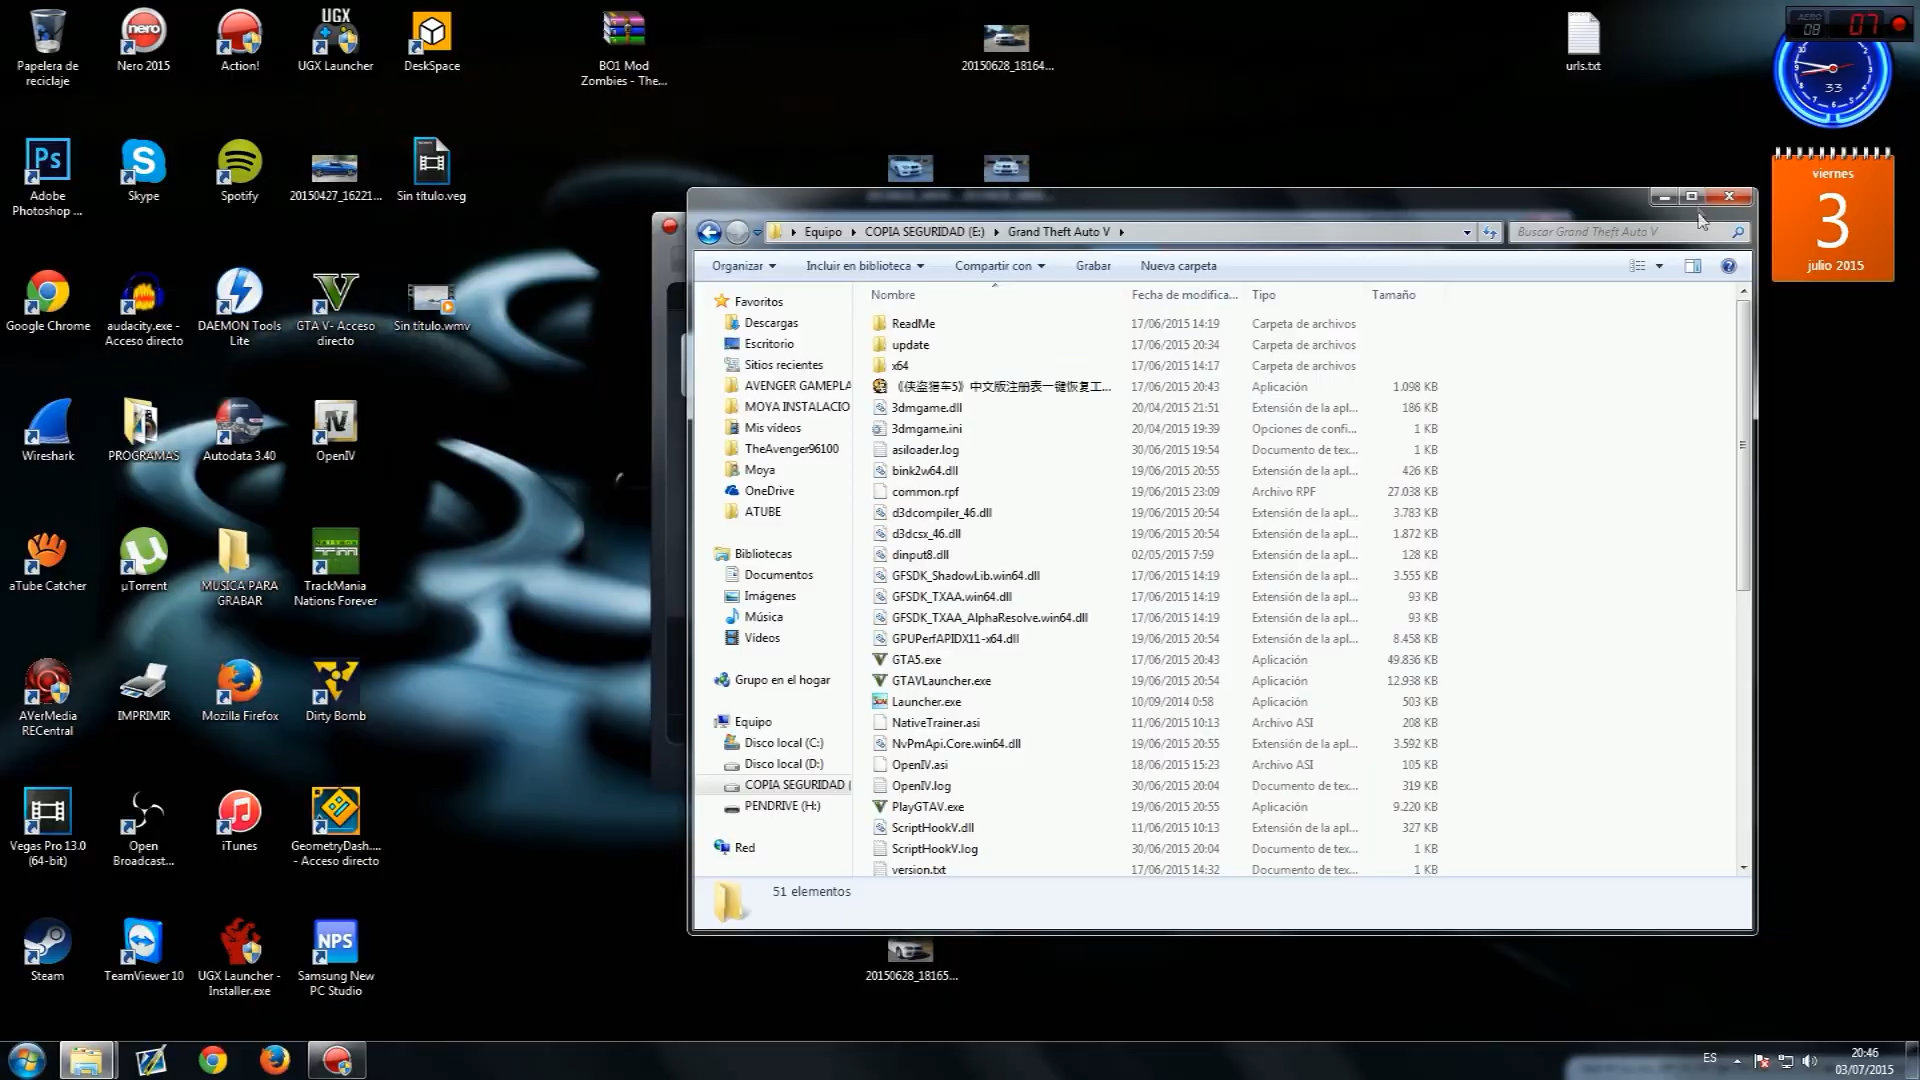 Papelera de
reciclaje
Nero 2015
Action!
UGX Launcher
DeskSpace
BO1 Mod
Zombies - The...
20150628_18164...
urls.txt
Adobe
Photoshop ...
Skype
Spotify
20150427_16221...
Sin título.veg
Google Chrome
audacity.exe -
Acceso directo
DAEMON Tools
Lite
GTA V- Acceso
directo
Sin título.wmv
Wireshark
PROGRAMAS
Autodata 3.40
OpenIV
aTube Catcher
µTorrent
MUSICA PARA
GRABAR
TrackMania
Nations Forever
AVerMedia
RECentral
IMPRIMIR
Mozilla Firefox
Dirty Bomb
Vegas Pro 13.0
(64-bit)
Open
Broadcast...
iTunes
GeometryDash....
- Acceso directo
Steam
TeamViewer 10
UGX Launcher -
Installer.exe
Samsung New
PC Studio
20150628_18165...
Equipo
COPIA SEGURIDAD (E:)
Grand Theft Auto V
Buscar Grand Theft Auto V
Organizar
Incluir en biblioteca
Compartir con
Grabar
Nueva carpeta
Favoritos
Descargas
Escritorio
Sitios recientes
AVENGER GAMEPLA
MOYA INSTALACIO
Mis vídeos
TheAvenger96100
Moya
OneDrive
ATUBE
Bibliotecas
Documentos
Imágenes
Música
Vídeos
Grupo en el hogar
Equipo
Disco local (C:)
Disco local (D:)
COPIA SEGURIDAD (
PENDRIVE (H:)
Red
Nombre Fecha de modifica... Tipo Tamaño
ReadMe 17/06/2015 14:19 Carpeta de archivos
update 17/06/2015 20:34 Carpeta de archivos
x64 17/06/2015 14:17 Carpeta de archivos
《侠盗猎车5》中文版注册表一键恢复工... 17/06/2015 20:43 Aplicación 1.098 KB
3dmgame.dll 20/04/2015 21:51 Extensión de la apl... 186 KB
3dmgame.ini 20/04/2015 19:39 Opciones de confi... 1 KB
asiloader.log 30/06/2015 19:54 Documento de tex... 1 KB
bink2w64.dll 19/06/2015 20:55 Extensión de la apl... 426 KB
common.rpf 19/06/2015 23:09 Archivo RPF 27.038 KB
d3dcompiler_46.dll 19/06/2015 20:54 Extensión de la apl... 3.783 KB
d3dcsx_46.dll 19/06/2015 20:54 Extensión de la apl... 1.872 KB
dinput8.dll 02/05/2015 7:59 Extensión de la apl... 128 KB
GFSDK_ShadowLib.win64.dll 17/06/2015 14:19 Extensión de la apl... 3.555 KB
GFSDK_TXAA.win64.dll 17/06/2015 14:19 Extensión de la apl... 93 KB
GFSDK_TXAA_AlphaResolve.win64.dll 17/06/2015 14:19 Extensión de la apl... 93 KB
GPUPerfAPIDX11-x64.dll 19/06/2015 20:54 Extensión de la apl... 8.458 KB
GTA5.exe 17/06/2015 20:43 Aplicación 49.836 KB
GTAVLauncher.exe 19/06/2015 20:54 Aplicación 12.938 KB
Launcher.exe 10/09/2014 0:58 Aplicación 503 KB
NativeTrainer.asi 11/06/2015 10:13 Archivo ASI 208 KB
NvPmApi.Core.win64.dll 19/06/2015 20:55 Extensión de la apl... 3.592 KB
OpenIV.asi 18/06/2015 15:23 Archivo ASI 105 KB
OpenIV.log 30/06/2015 20:04 Documento de tex... 319 KB
PlayGTAV.exe 19/06/2015 20:55 Aplicación 9.220 KB
ScriptHookV.dll 11/06/2015 10:13 Extensión de la apl... 327 KB
ScriptHookV.log 30/06/2015 20:04 Documento de tex... 1 KB
version.txt 17/06/2015 14:32 Documento de tex... 1 KB
51 elementos
AERO
09
07
33
viernes
3
julio 2015
ES
20:46
03/07/2015